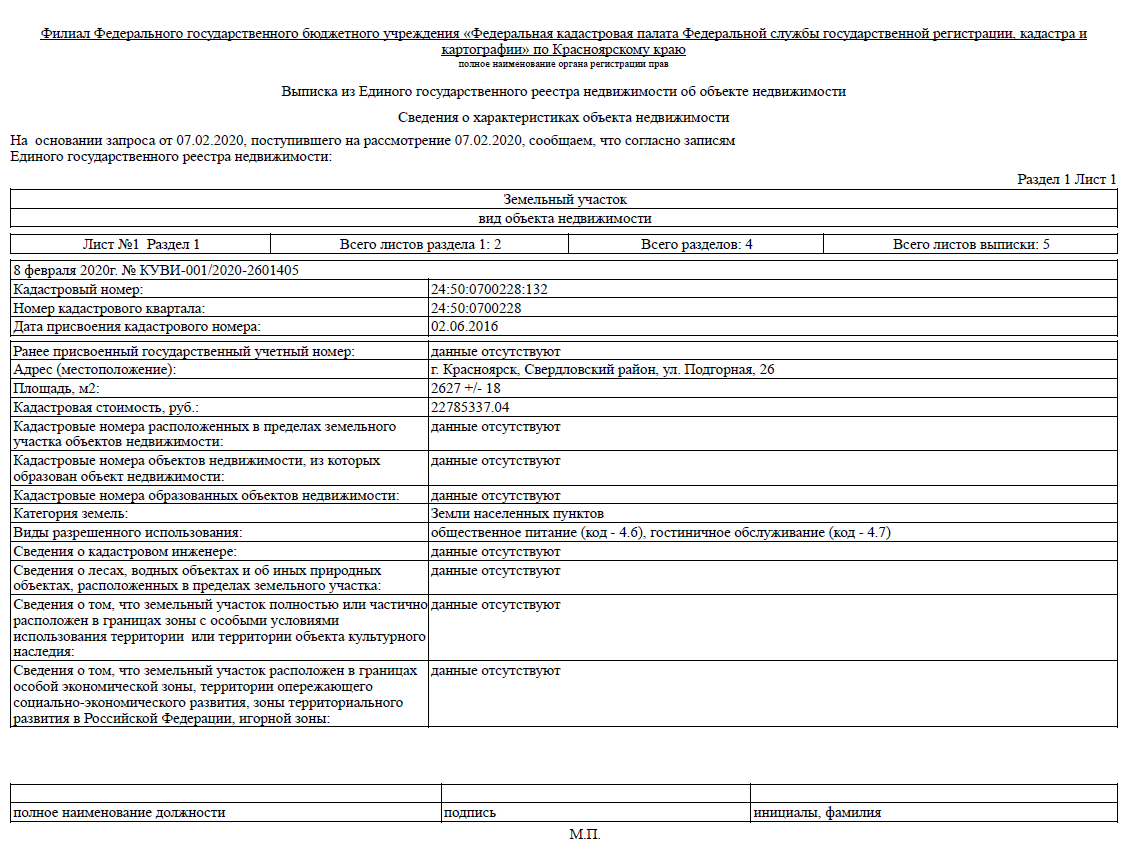 Филиал Федерального государственного бюджетного учреждения «Федеральная кадастровая палата Федеральной службы государственной регистрации, кадастра и
картографии» по Красноярскому краю
полное наименование органа регистрации прав
Выписка из Единого государственного реестра недвижимости об объекте недвижимости
Сведения о характеристиках объекта недвижимости
На основании запроса от 07.02.2020, поступившего на рассмотрение 07.02.2020, сообщаем, что согласно записям
Единого государственного реестра недвижимости:
Раздел 1 Лист 1
Земельный участок
вид объекта недвижимости
Лист №1 Раздел 1 Всего листов раздела 1: 2 Всего разделов: 4 Всего листов выписки: 5
8 февраля 2020г. № КУВИ-001/2020-2601405
Кадастровый номер: 24:50:0700228:132
Номер кадастрового квартала: 24:50:0700228
Дата присвоения кадастрового номера: 02.06.2016
Ранее присвоенный государственный учетный номер: данные отсутствуют
Адрес (местоположение): г. Красноярск, Свердловский район, ул. Подгорная, 26
Площадь, м2: 2627 +/- 18
Кадастровая стоимость, руб.: 22785337.04
Кадастровые номера расположенных в пределах земельного данные отсутствуют
участка объектов недвижимости:
Кадастровые номера объектов недвижимости, из которых данные отсутствуют
образован объект недвижимости:
Кадастровые номера образованных объектов недвижимости: данные отсутствуют
Категория земель: Земли населенных пунктов
Виды разрешенного использования: общественное питание (код - 4.6), гостиничное обслуживание (код - 4.7)
Сведения о кадастровом инженере: данные отсутствуют
Сведения о лесах, водных объектах и об иных природных данные отсутствуют
объектах, расположенных в пределах земельного участка:
Сведения о том, что земельный участок полностью или частично данные отсутствуют
расположен в границах зоны с особыми условиями
использования территории или территории объекта культурного
наследия:
Сведения о том, что земельный участок расположен в границах данные отсутствуют
особой экономической зоны, территории опережающего
социально-экономического развития, зоны территориального
развития в Российской Федерации, игорной зоны:
полное наименование должности подпись инициалы, фамилия
М.П.